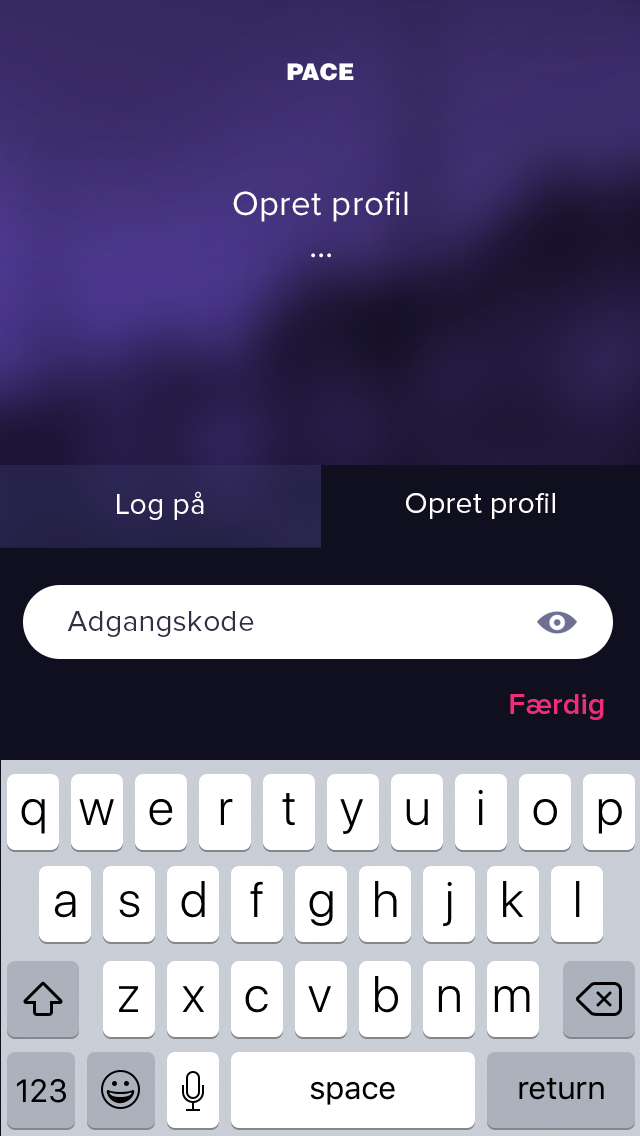 PACE
Opret profil
...
Log på
Opret profil
Adgangskode
Færdig
q w e r t y u i o p
a s d f g h j k l
z x c v b n m
123 space return